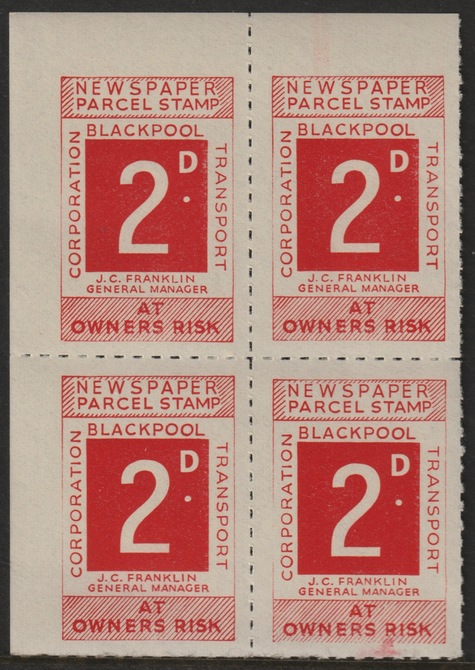 NEWSPAPER
PARCEL STAMP
BLACKPOOL
CORPORATION
2D.
TRANSPORT
J.C. FRANKLIN
GENERAL MANAGER
AT
OWNERS RISK
NEWSPAPER
PARCEL STAMP
BLACKPOOL
CORPORATION
2D.
TRANSPORT
J.C. FRANKLIN
GENERAL MANAGER
AT
OWNERS RISK
NEWSPAPER
PARCEL STAMP
BLACKPOOL
CORPORATION
2D.
TRANSPORT
J.C. FRANKLIN
GENERAL MANAGER
AT
OWNERS RISK
NEWSPAPER
PARCEL STAMP
BLACKPOOL
CORPORATION
2D.
TRANSPORT
J.C. FRANKLIN
GENERAL MANAGER
AT
OWNERS RISK